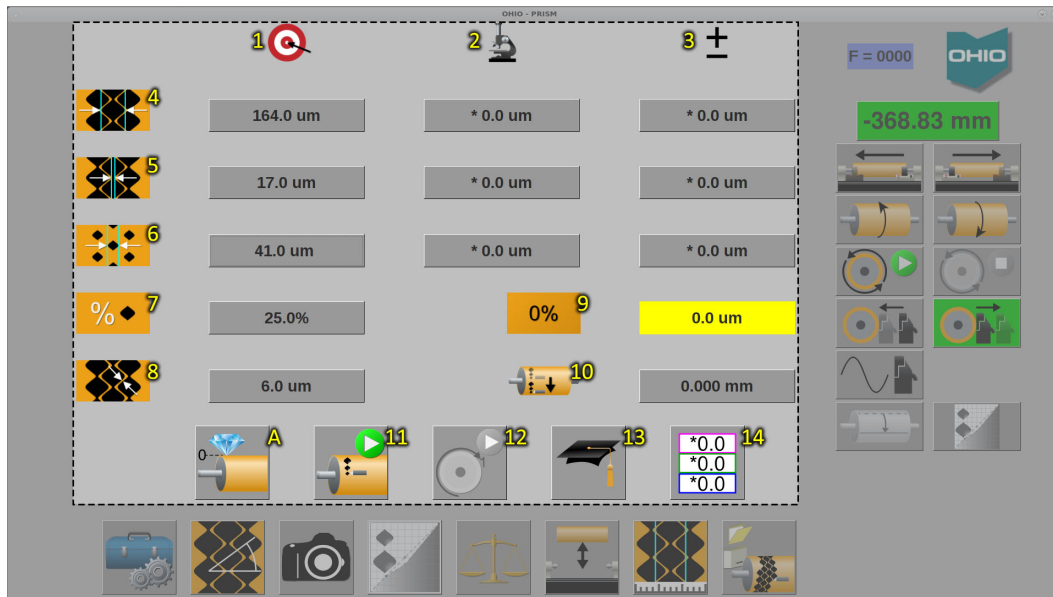 OHIO - PRISM
1 2 3
F = 0000
OHIO
4 164.0 um * 0.0 um * 0.0 um
-368.83 mm
5 17.0 um * 0.0 um * 0.0 um
6 41.0 um * 0.0 um * 0.0 um
% 7 25.0% 0% 9 0.0 um
8 6.0 um 10 0.000 mm
0 A 11 1 12 13 14
*0.0
*0.0
*0.0